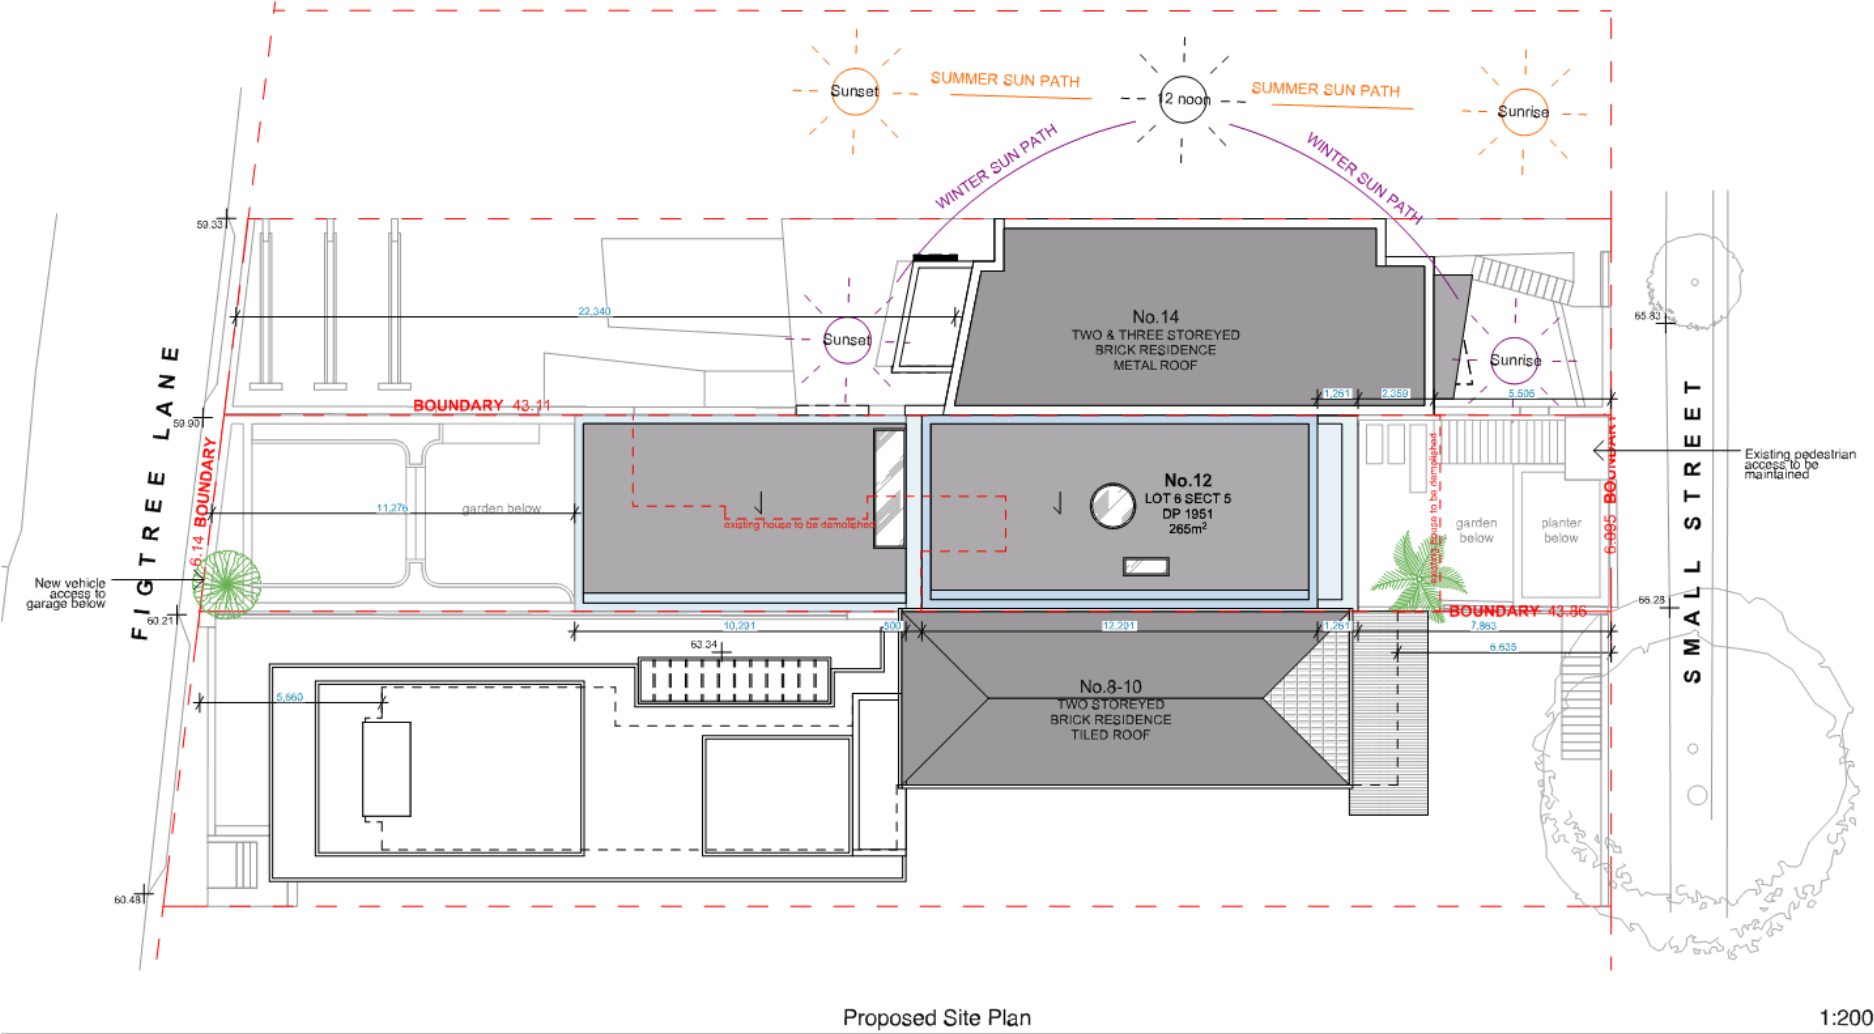 SUMMER SUN PATH
SUMMER SUN PATH
Sunset
12 noon
Sunrise
WINTER SUN PATH
WINTER SUN PATH
59.33
22,340
Sunset
No.14
TWO & THREE STOREYED
BRICK RESIDENCE
METAL ROOF
Sunrise
65.83
1,261
2,359
5,505
BOUNDARY 43.11
59.90
FIGTREE LANE
6.14 BOUNDARY
11,276
garden below
existing house to be demolished
No.12
LOT 6 SECT 5
DP 1951
265m²
existing house to be demolished
garden
below
planter
below
6.095 BOUNDARY
Existing pedestrian
access to be
maintained
SMALL STREET
New vehicle
access to
garage below
60.21
BOUNDARY 43.86
66.28
10,291
500
12,291
1,261
7,863
6,635
63.34
5,660
No.8-10
TWO STOREYED
BRICK RESIDENCE
TILED ROOF
60.48
Proposed Site Plan
1:200